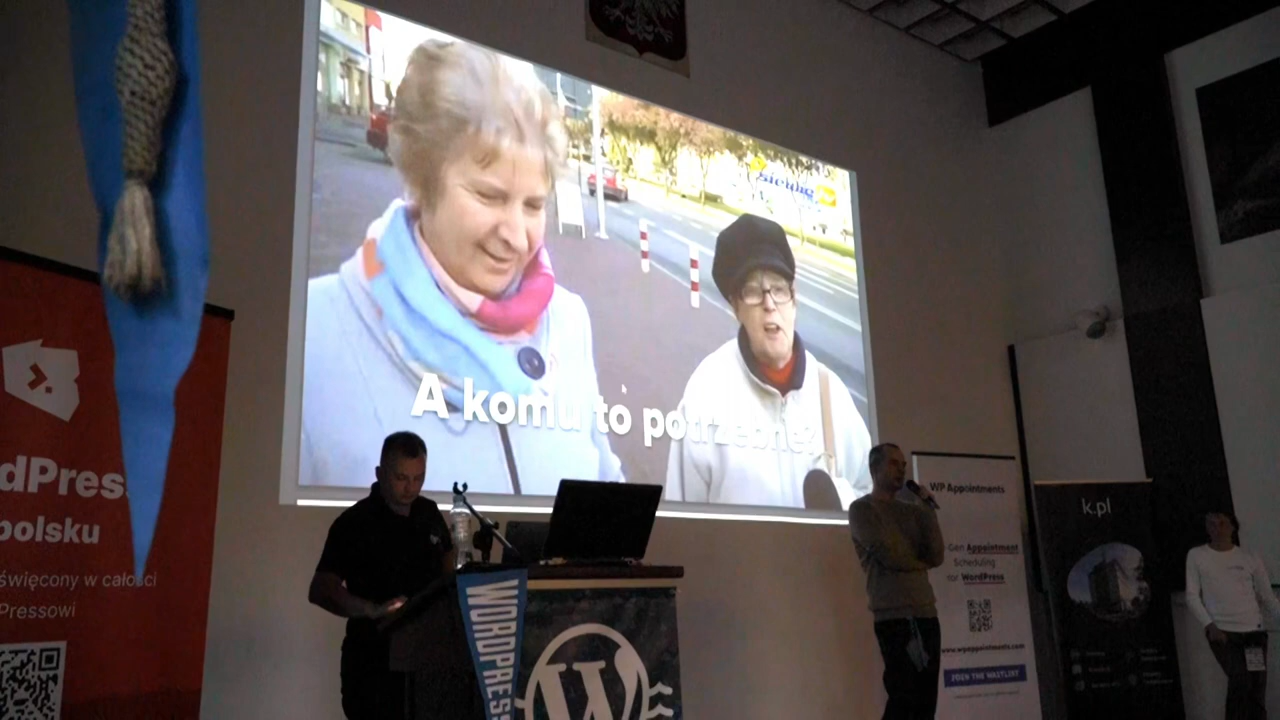 A komu to potrzebne?
dPress
polsku
święcony w całości
Pressowi
WORDPRESS
W
WP Appointments
Gen Appointment
Scheduling
for WordPress
www.wpappointments.com
JOIN THE WAITLIST
k.pl